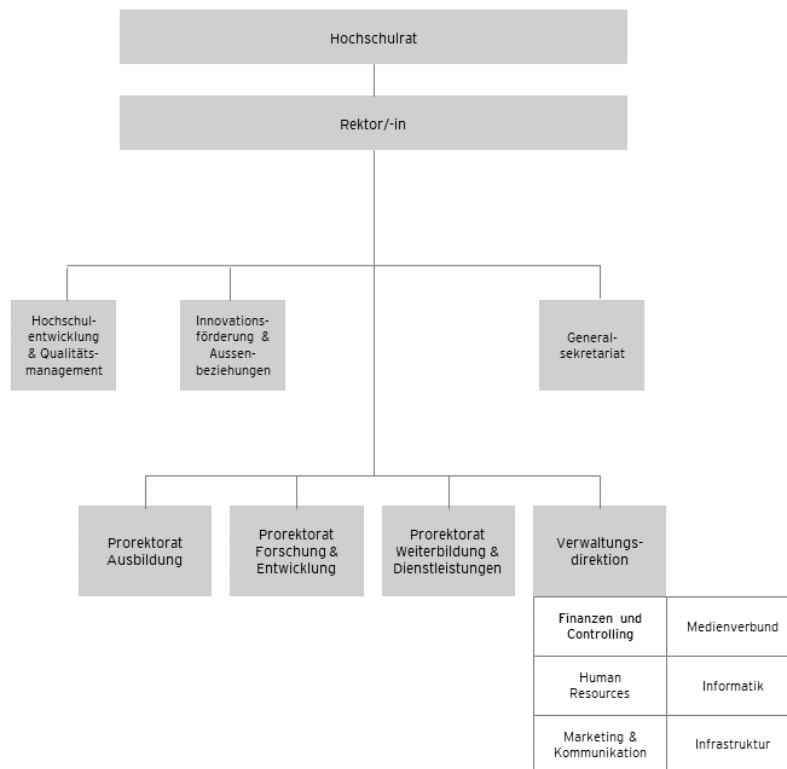 Hochschulrat
Rektor/-in
Hochschul-
entwicklung
& Qualitäts-
management
Innovations-
förderung &
Aussen-
beziehungen
General-
sekretariat
Prorektorat
Ausbildung
Prorektorat
Forschung &
Entwicklung
Prorektorat
Weiterbildung &
Dienstleistungen
Verwaltungs-
direktion
Finanzen und
Controlling
Medienverbund
Human
Resources
Informatik
Marketing &
Kommunikation
Infrastruktur